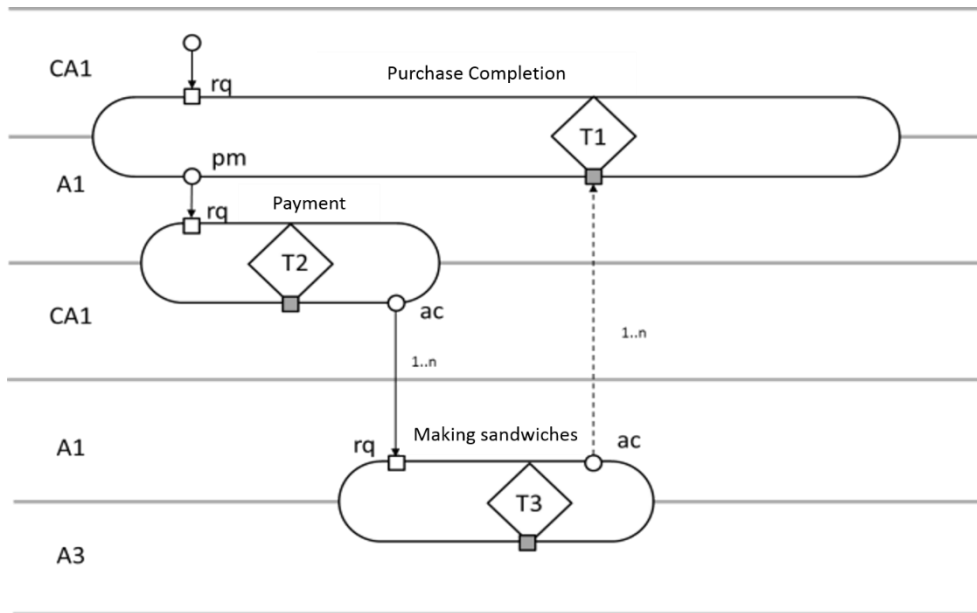 CA1
rq
Purchase Completion
T1
A1
pm
rq
Payment
T2
CA1
ac
1..n
1..n
A1
rq
Making sandwiches
ac
T3
A3